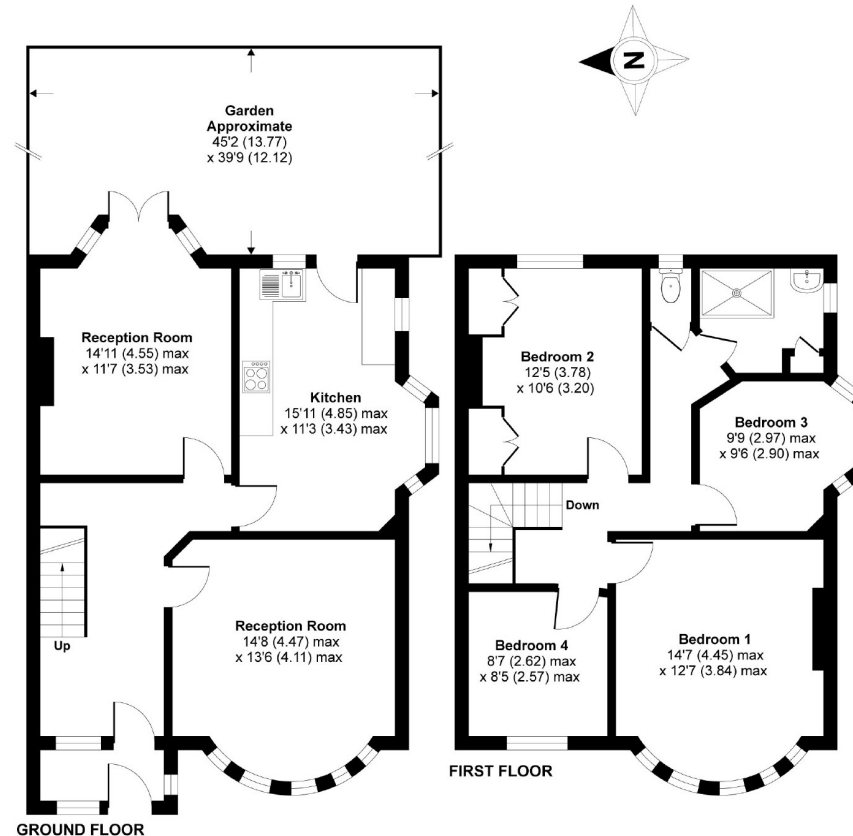 N
Garden
Approximate
45'2 (13.77)
x 39'9 (12.12)
Reception Room
14'11 (4.55) max
x 11'7 (3.53) max
Kitchen
15'11 (4.85) max
x 11'3 (3.43) max
Up
Reception Room
14'8 (4.47) max
x 13'6 (4.11) max
GROUND FLOOR
Bedroom 2
12'5 (3.78)
x 10'6 (3.20)
Bedroom 3
9'9 (2.97) max
x 9'6 (2.90) max
Down
Bedroom 4
8'7 (2.62) max
x 8'5 (2.57) max
Bedroom 1
14'7 (4.45) max
x 12'7 (3.84) max
FIRST FLOOR